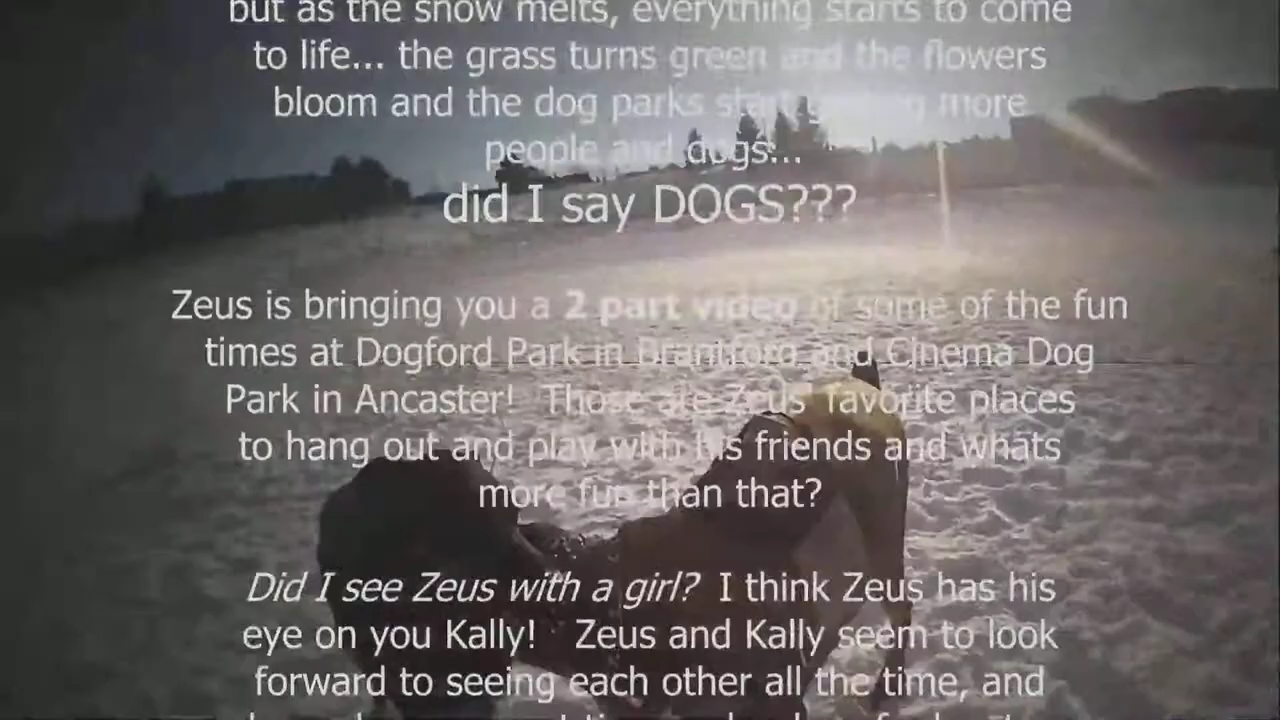 but as the snow melts, everything starts to come
to life... the grass turns green and the flowers
bloom and the dog parks start getting more
people and dogs...
did I say DOGS???
Zeus is bringing you a 2 part video of some of the fun
times at Dogford Park in Brantford and Cinema Dog
Park in Ancaster! Those are Zeus' favorite places
to hang out and play with his friends and whats
more fun than that?
Did I see Zeus with a girl? I think Zeus has his
eye on you Kally! Zeus and Kally seem to look
forward to seeing each other all the time, and